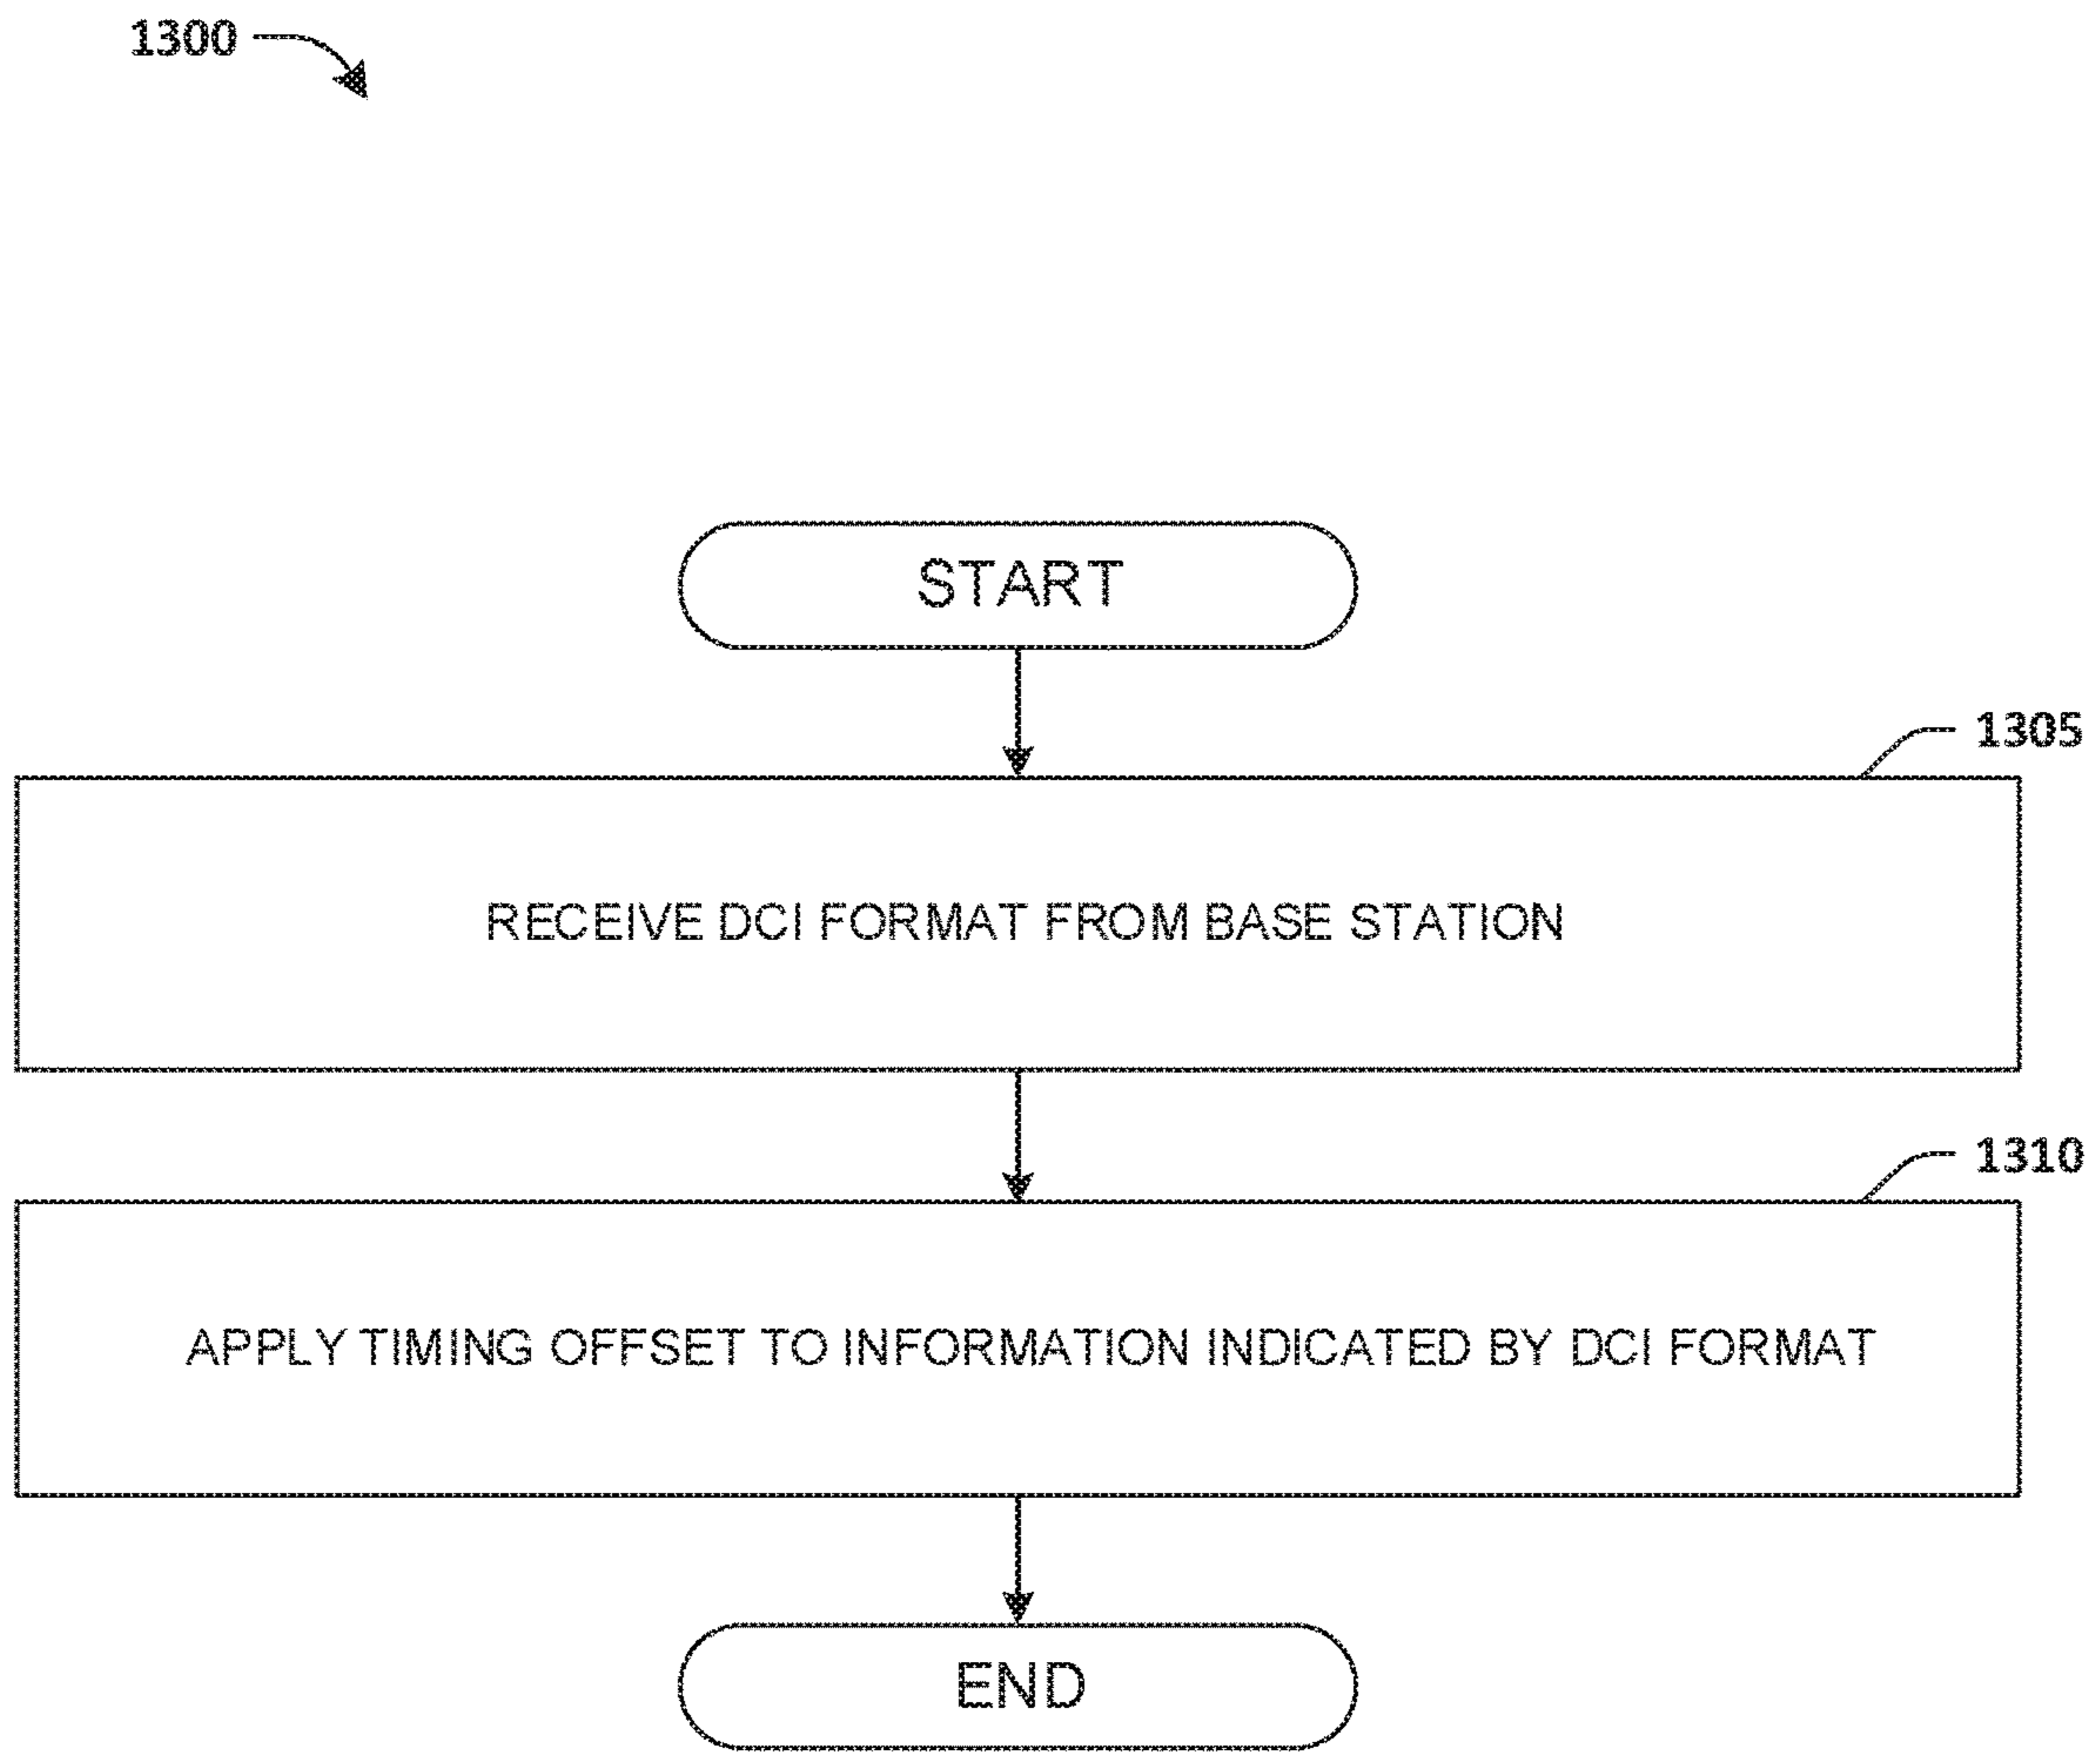 1300
START
1305
RECEIVE DCI FORMAT FROM BASE STATION
1310
APPLY TIMING OFFSET TO INFORMATION INDICATED BY DCI FORMAT
END